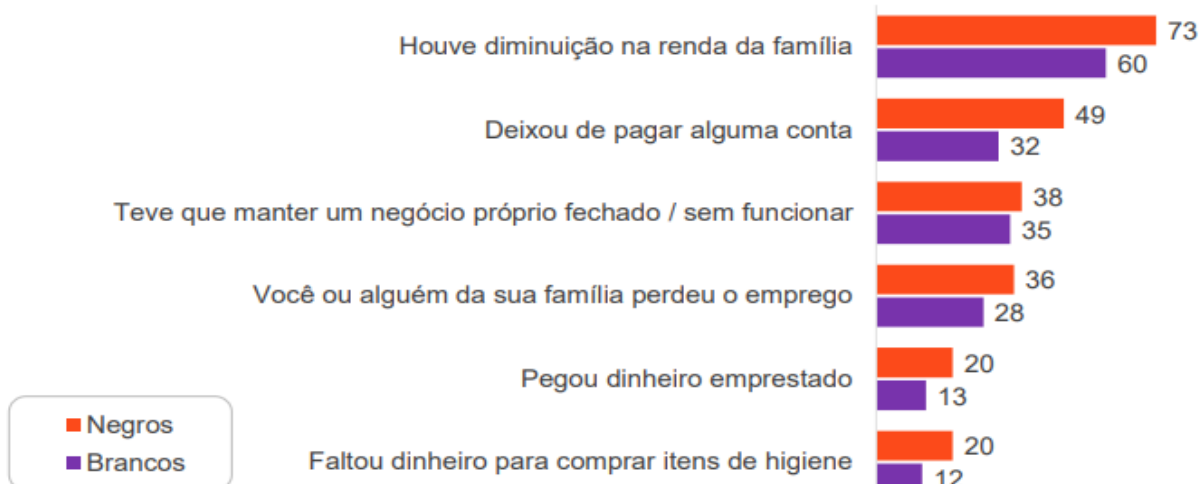 Houve diminuição na renda da família
73
60
Deixou de pagar alguma conta
49
32
Teve que manter um negócio próprio fechado / sem funcionar
38
35
Você ou alguém da sua família perdeu o emprego
36
28
Pegou dinheiro emprestado
20
13
Faltou dinheiro para comprar itens de higiene
20
12
Negros
Brancos